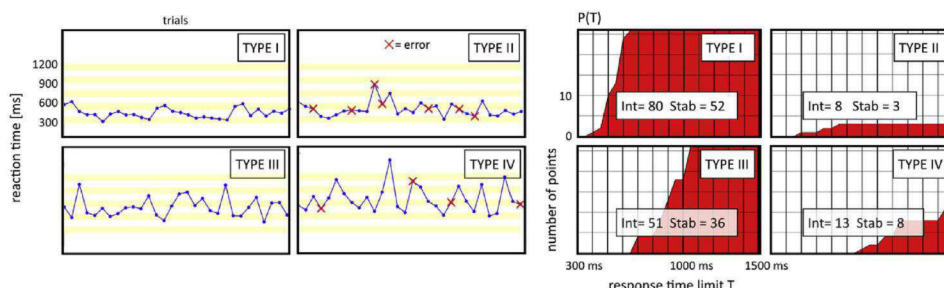 trials
reaction time [ms]
1200
900
600
300
TYPE I
TYPE II
X= error
TYPE III
TYPE IV
P(T)
number of points
10
0
TYPE I
Int= 80 Stab = 52
TYPE II
Int= 8 Stab = 3
TYPE III
Int= 51 Stab = 36
TYPE IV
Int= 13 Stab = 8
300 ms
1000 ms
1500 ms
response time limit T